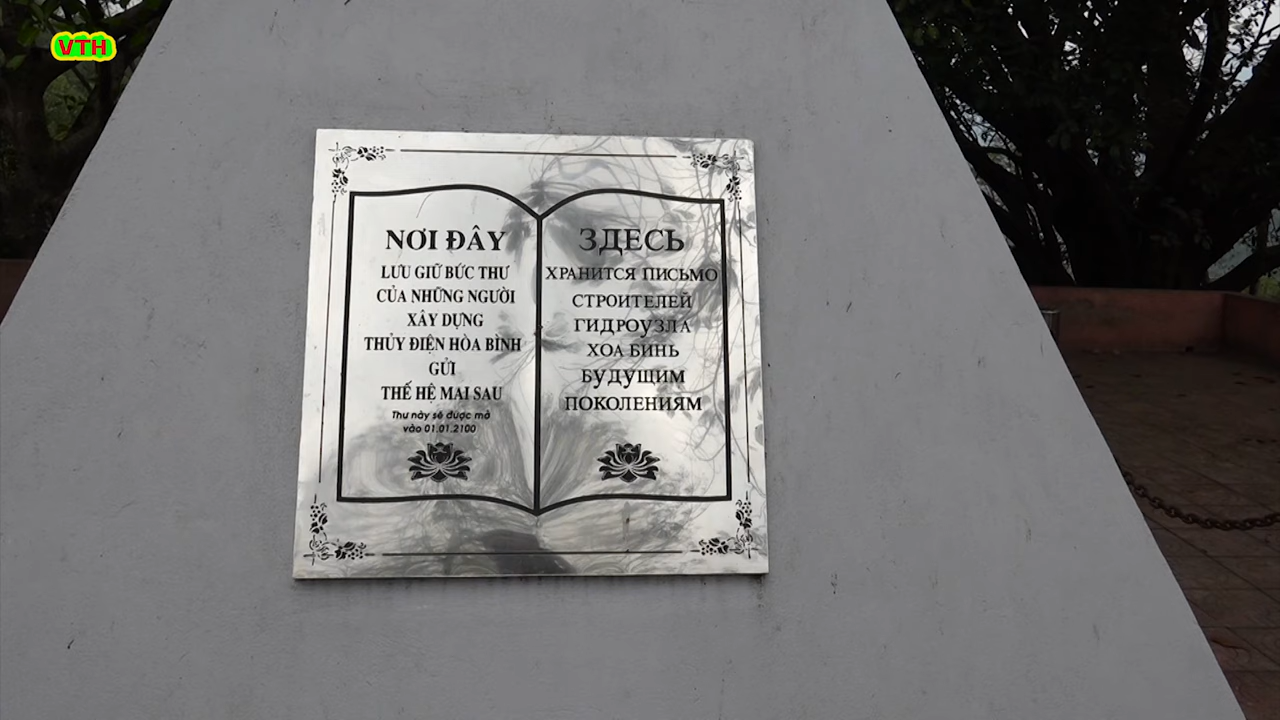 VTH
NƠI ĐÂY
LƯU GIỮ BỨC THƯ
CỦA NHỮNG NGƯỜI
XÂY DỰNG
THỦY ĐIỆN HÒA BÌNH
GỬI
THẾ HỆ MAI SAU
Thư này sẽ được mở
vào 01.01.2100
ЗДЕСЬ
ХРАНИТСЯ ПИСЬМО
СТРОИТЕЛЕЙ
ГИДРОУЗЛА
ХОА БИНЬ
БУДУЩИМ
ПОКОЛЕНИЯМ